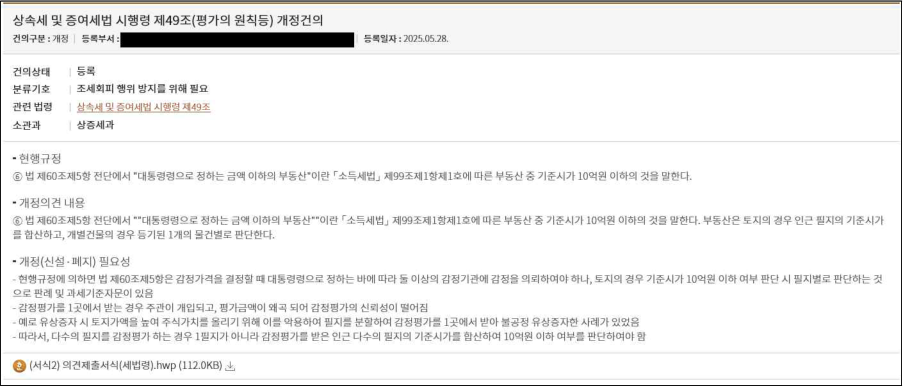 상속세 및 증여세법 시행령 제49조(평가의 원칙등) 개정건의
건의구분 : 개정 | 등록부서 : | 등록일자 : 2025.05.28.
건의상태 | 등록
분류기호 | 조세회피 행위 방지를 위해 필요
관련 법령 | 상속세 및 증여세법 시행령 제49조
소관과 | 상증세과
- 현행규정
⑥ 법 제60조제5항 전단에서 "대통령령으로 정하는 금액 이하의 부동산"이란 「소득세법」 제99조제1항제1호에 따른 부동산 중 기준시가 10억원 이하의 것을 말한다.
- 개정의견 내용
⑥ 법 제60조제5항 전단에서 ""대통령령으로 정하는 금액 이하의 부동산""이란 「소득세법」 제99조제1항제1호에 따른 부동산 중 기준시가 10억원 이하의 것을 말한다. 부동산은 토지의 경우 인근 필지의 기준시가
를 합산하고, 개별건물의 경우 등기된 1개의 물건별로 판단한다.
- 개정(신설·폐지) 필요성
- 현행규정에 의하면 법 제60조제5항은 감정가격을 결정할 때 대통령령으로 정하는 바에 따라 둘 이상의 감정기관에 감정을 의뢰하여야 하나, 토지의 경우 기준시가 10억원 이하 여부 판단 시 필지별로 판단하는 것
으로 판례 및 과세기준자문이 있음
- 감정평가를 1곳에서 받는 경우 주관이 개입되고, 평가금액이 왜곡 되어 감정평가의 신뢰성이 떨어짐
- 예로 유상증자 시 토지가액을 높여 주식가치를 올리기 위해 이를 악용하여 필지를 분할하여 감정평가를 1곳에서 받아 불공정 유상증자한 사례가 있었음
- 따라서, 다수의 필지를 감정평가 하는 경우 1필지가 아니라 감정평가를 받은 인근 다수의 필지의 기준시가를 합산하여 10억원 이하 여부를 판단하여야 함
(서식2) 의견제출서식(세법령).hwp (112.0KB)